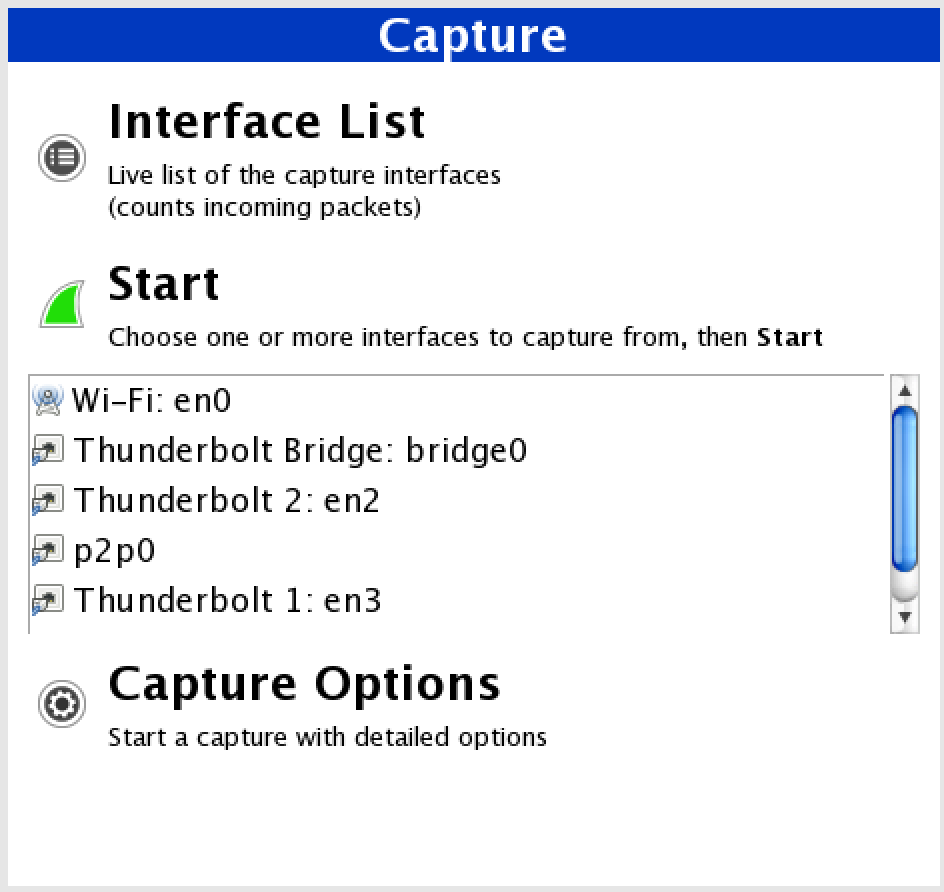 Capture
Interface List
Live list of the capture interfaces
(counts incoming packets)
Start
Choose one or more interfaces to capture from, then Start
Wi-Fi: en0
Thunderbolt Bridge: bridge0
Thunderbolt 2: en2
p2p0
Thunderbolt 1: en3
Capture Options
Start a capture with detailed options